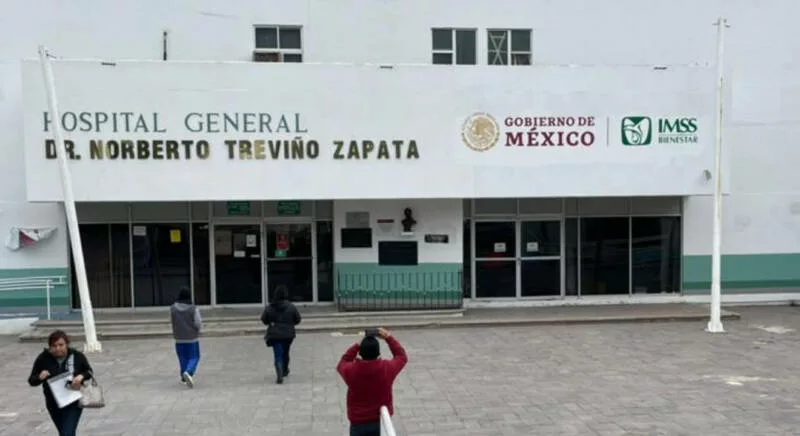 HOSPITAL GENERAL
DR. NORBERTO TREVIÑO ZAPATA
GOBIERNO DE
MÉXICO
IMSS
BIENESTAR